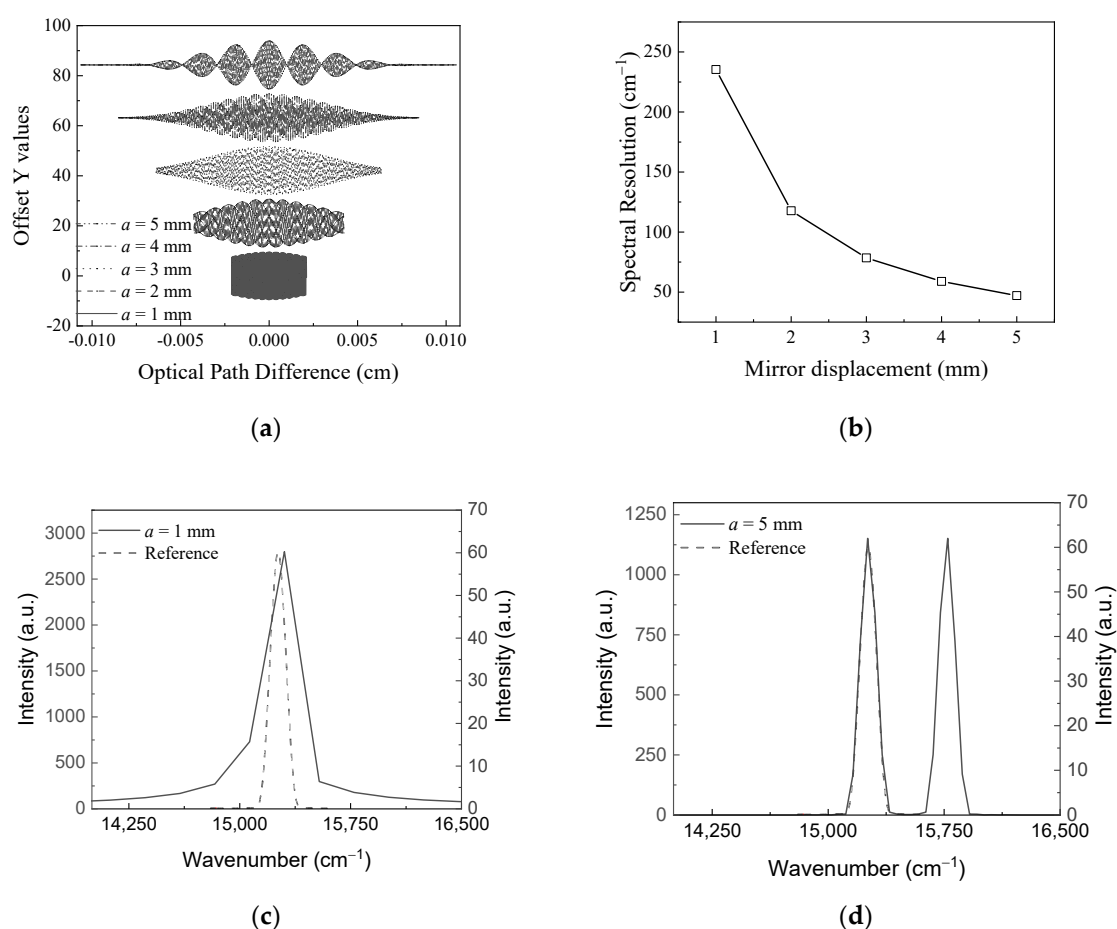 100
80
60
40
20
0
-20
Offset Y values
a = 5 mm
a = 4 mm
a = 3 mm
a = 2 mm
a = 1 mm
-0.010
-0.005
0.000
0.005
0.010
Optical Path Difference (cm)
(a)
250
200
150
100
50
Spectral Resolution (cm⁻¹)
1
2
3
4
5
Mirror displacement (mm)
(b)
3000
2500
2000
1500
1000
500
0
Intensity (a.u.)
a = 1 mm
Reference
70
60
50
40
30
20
10
0
Intensity (a.u.)
14,250
15,000
15,750
16,500
Wavenumber (cm⁻¹)
(c)
1250
1000
750
500
250
0
Intensity (a.u.)
a = 5 mm
Reference
70
60
50
40
30
20
10
0
Intensity (a.u.)
14,250
15,000
15,750
16,500
Wavenumber (cm⁻¹)
(d)